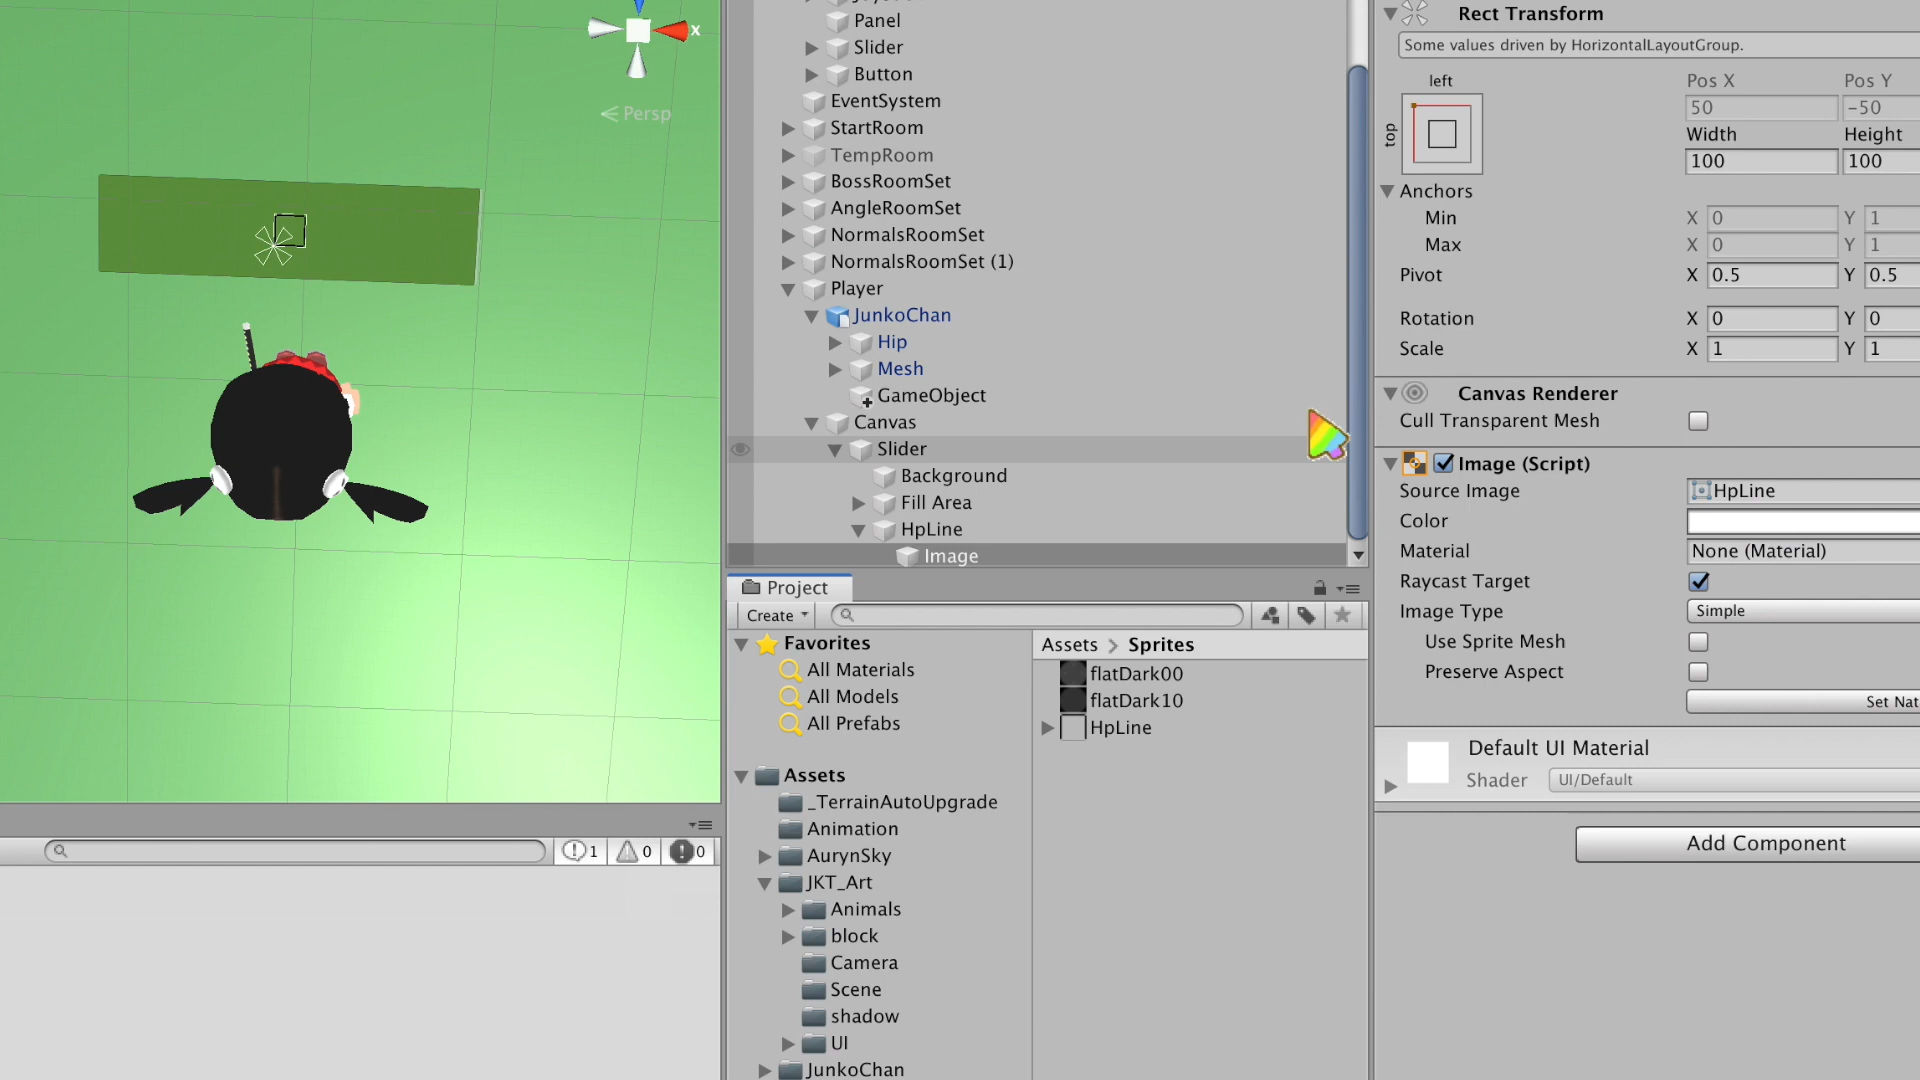 x
Persp
1
0
0
Panel
Slider
Button
EventSystem
StartRoom
TempRoom
BossRoomSet
AngleRoomSet
NormalsRoomSet
NormalsRoomSet (1)
Player
JunkoChan
Hip
Mesh
GameObject
Canvas
Slider
Background
Fill Area
HpLine
Image
Project
Create
Favorites
All Materials
All Models
All Prefabs
Assets
_TerrainAutoUpgrade
Animation
AurynSky
JKT_Art
Animals
block
Camera
Scene
shadow
UI
JunkoChan
Assets > Sprites
flatDark00
flatDark10
HpLine
Rect Transform
Some values driven by HorizontalLayoutGroup.
left
top
Pos X Pos Y
50 -50
Width Height
100 100
Anchors
Min X 0 Y 1
Max X 0 Y 1
Pivot X 0.5 Y 0.5
Rotation X 0 Y 0
Scale X 1 Y 1
Canvas Renderer
Cull Transparent Mesh
Image (Script)
Source Image HpLine
Color
Material None (Material)
Raycast Target
Image Type Simple
Use Sprite Mesh
Preserve Aspect
Set Nat
Default UI Material
Shader UI/Default
Add Component